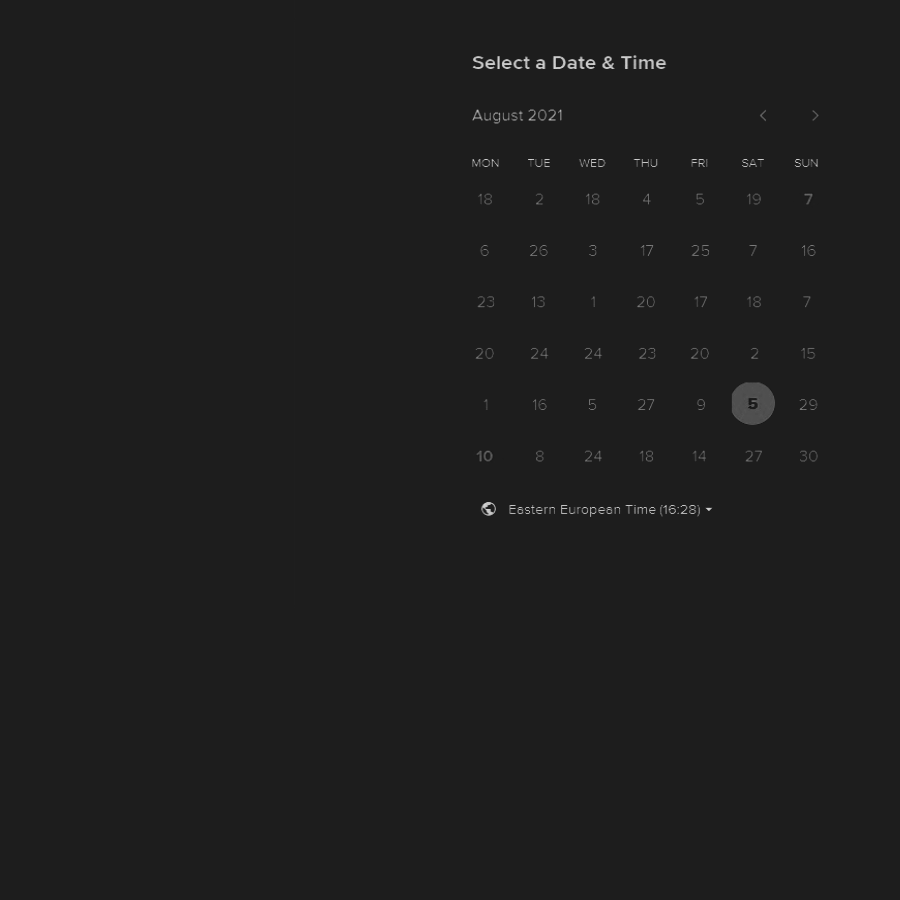 Select a Date & Time
August 2021
MON TUE WED THU FRI SAT SUN
18 2 18 4 5 19 7
6 26 3 17 25 7 16
23 13 1 20 17 18 7
20 24 24 23 20 2 15
1 16 5 27 9 5 29
10 8 24 18 14 27 30
Eastern European Time (16:28)